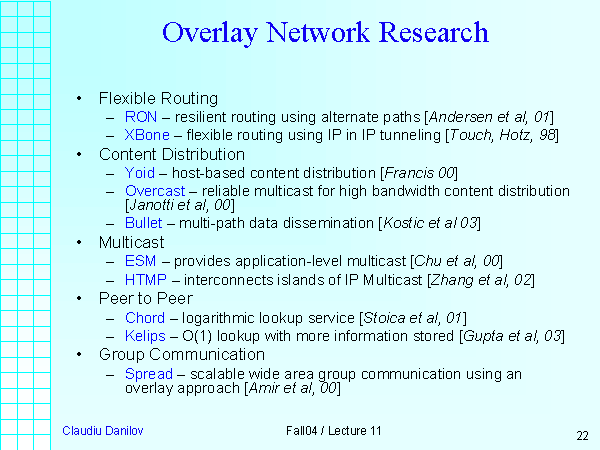 Overlay Network Research
• Flexible Routing
– RON – resilient routing using alternate paths [Andersen et al, 01]
– XBone – flexible routing using IP in IP tunneling [Touch, Hotz, 98]
• Content Distribution
– Yoid – host-based content distribution [Francis 00]
– Overcast – reliable multicast for high bandwidth content distribution
[Janotti et al, 00]
– Bullet – multi-path data dissemination [Kostic et al 03]
• Multicast
– ESM – provides application-level multicast [Chu et al, 00]
– HTMP – interconnects islands of IP Multicast [Zhang et al, 02]
• Peer to Peer
– Chord – logarithmic lookup service [Stoica et al, 01]
– Kelips – O(1) lookup with more information stored [Gupta et al, 03]
• Group Communication
– Spread – scalable wide area group communication using an
overlay approach [Amir et al, 00]
Claudiu Danilov
Fall04 / Lecture 11
22